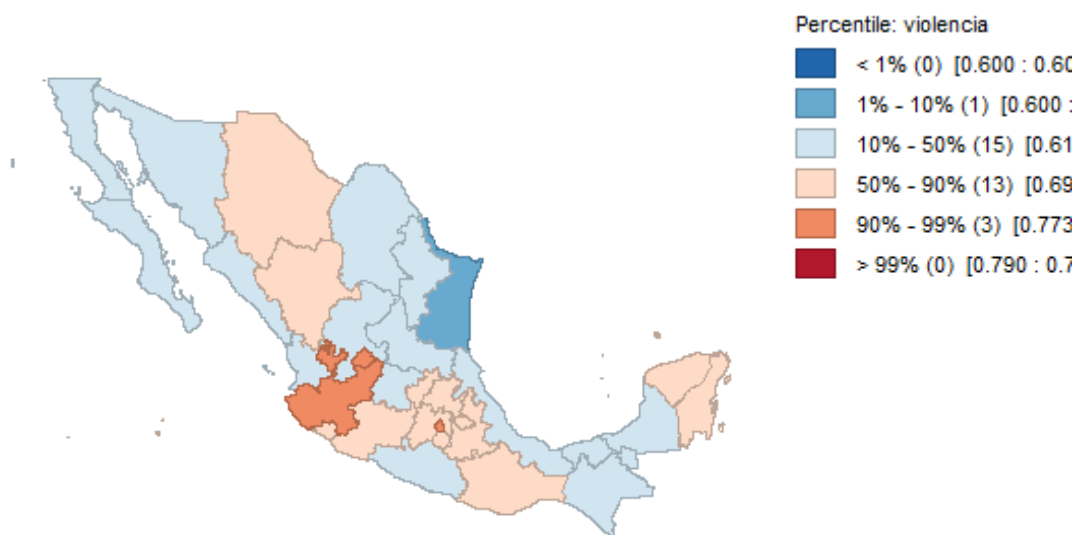 Percentile: violencia
< 1% (0) [0.600 : 0.60
1% - 10% (1) [0.600 :
10% - 50% (15) [0.61
50% - 90% (13) [0.69
90% - 99% (3) [0.773
> 99% (0) [0.790 : 0.7